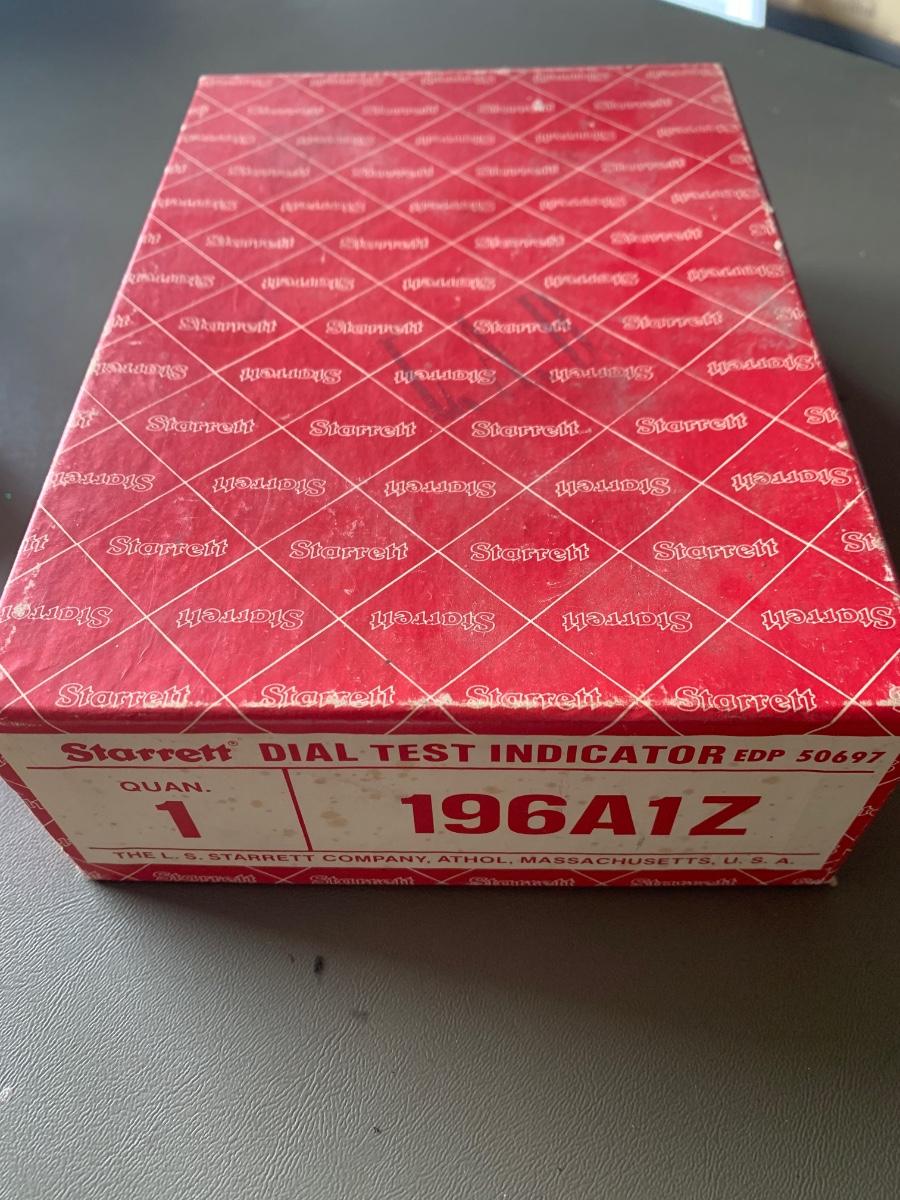 L.A.B.
Starrett® DIAL TEST INDICATOR EDP 50697
QUAN.
1
196A1Z
THE L. S. STARRETT COMPANY, ATHOL, MASSACHUSETTS, U. S. A.